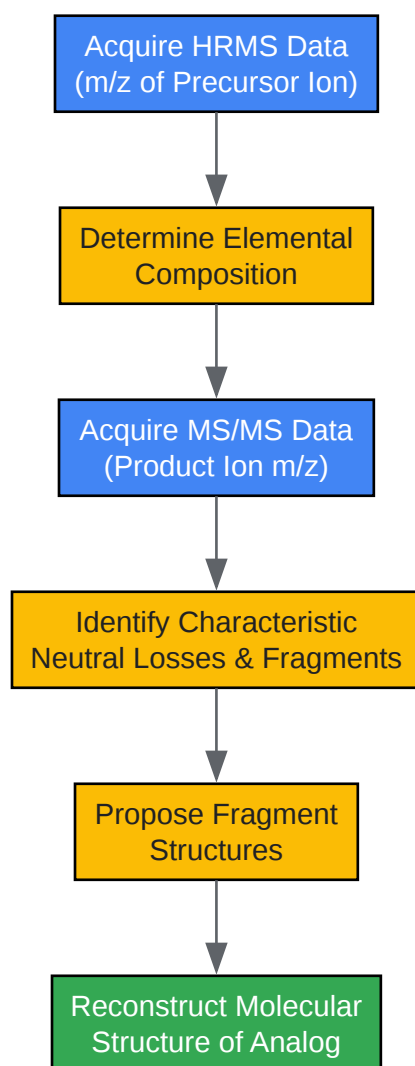 Acquire HRMS Data
(m/z of Precursor Ion)
Determine Elemental
Composition
Acquire MS/MS Data
(Product Ion m/z)
Identify Characteristic
Neutral Losses & Fragments
Propose Fragment
Structures
Reconstruct Molecular
Structure of Analog